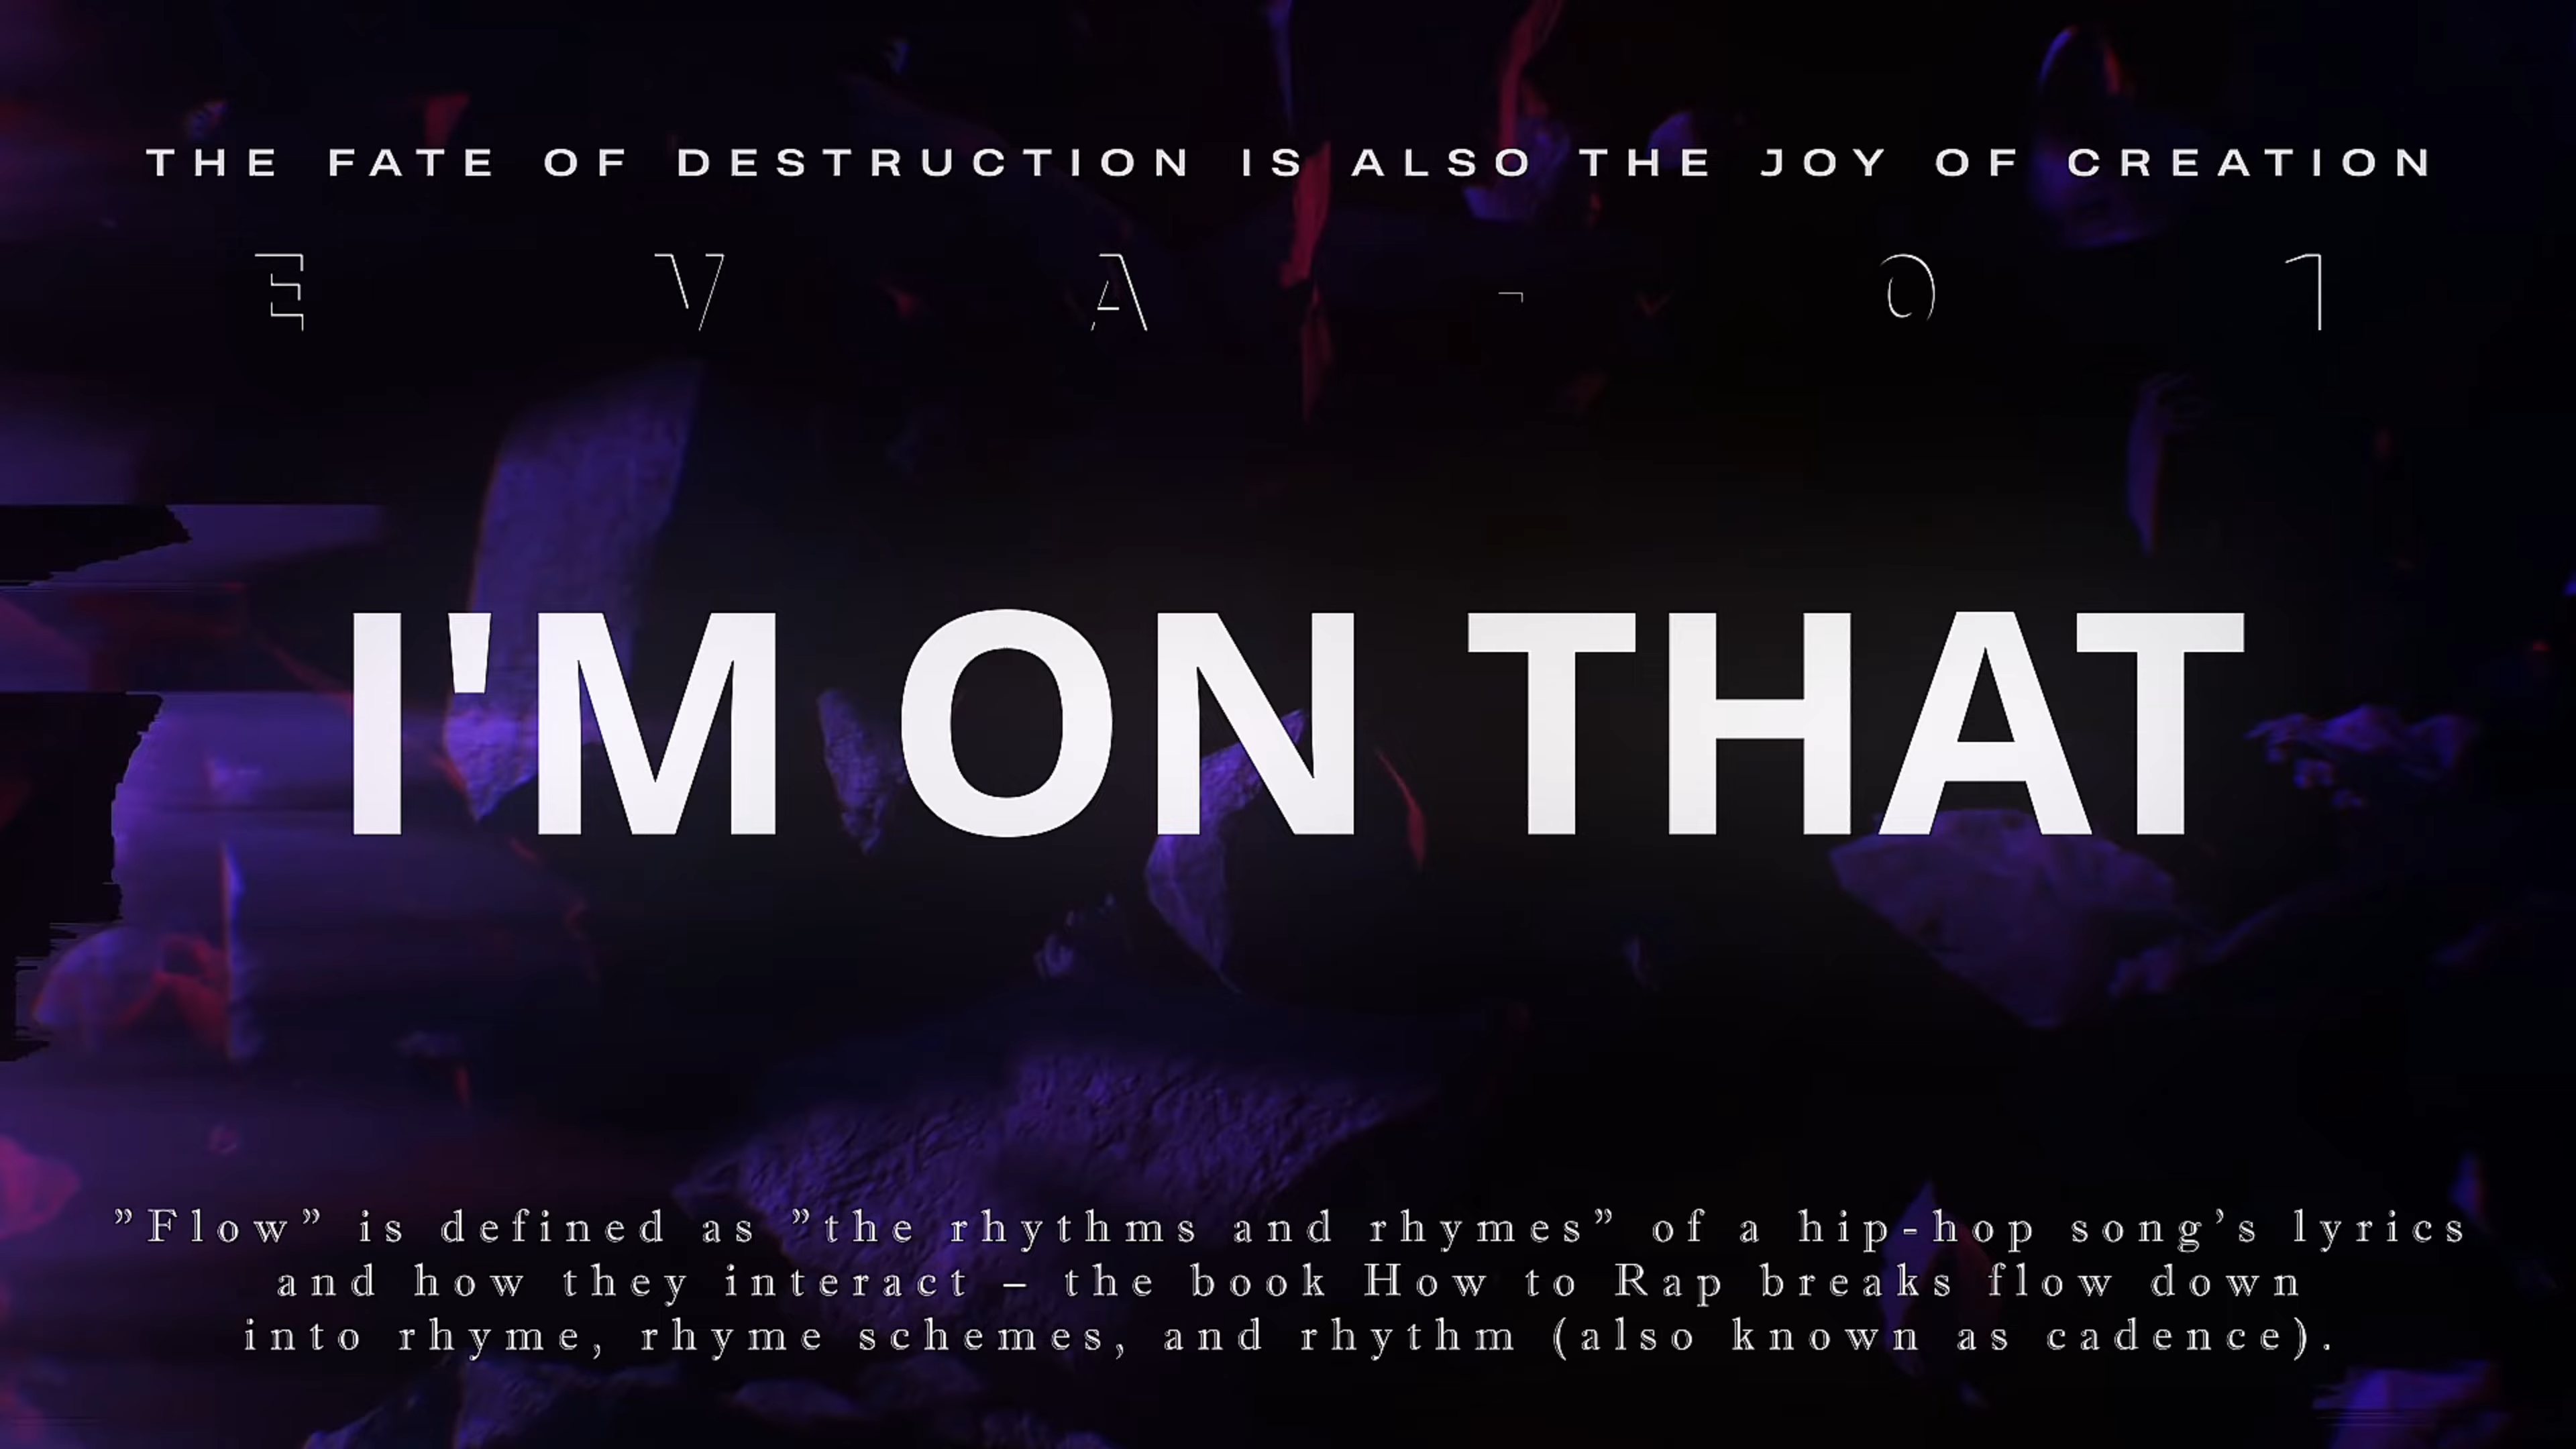 THE FATE OF DESTRUCTION IS ALSO THE JOY OF CREATION
EVA-01
I'M ON THAT
”Flow” is defined as ”the rhythms and rhymes” of a hip-hop song’s lyrics
and how they interact – the book How to Rap breaks flow down
into rhyme, rhyme schemes, and rhythm (also known as cadence).